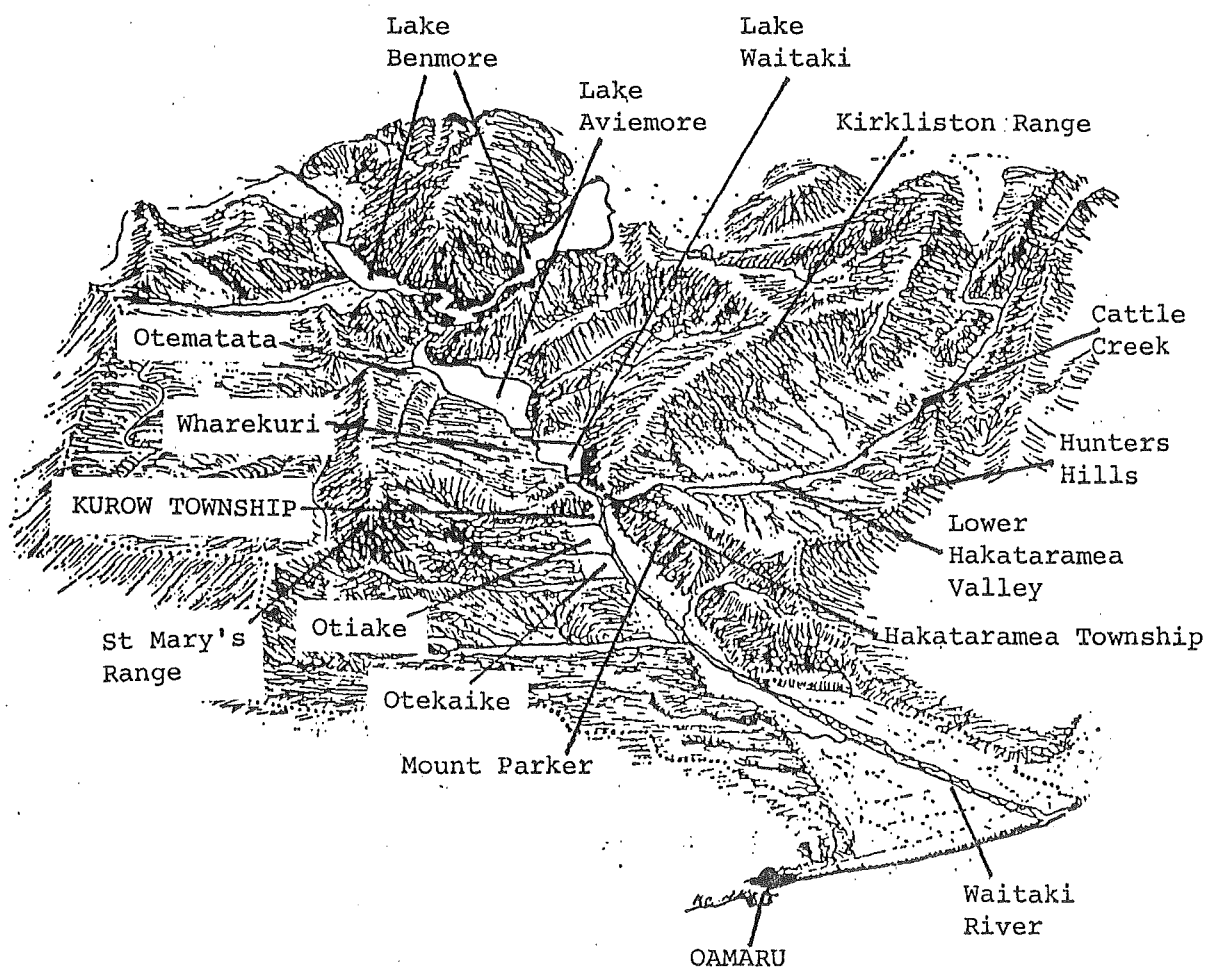 Lake
Benmore
Lake
Waitaki
Lake
Aviemore
Kirkliston Range
Otematata
Cattle
Creek
Wharekuri
Hunters
Hills
KUROW TOWNSHIP
Lower
Hakataramea
Valley
St Mary's
Range
Otiake
Hakataramea Township
Otekaike
Mount Parker
Waitaki
River
OAMARU